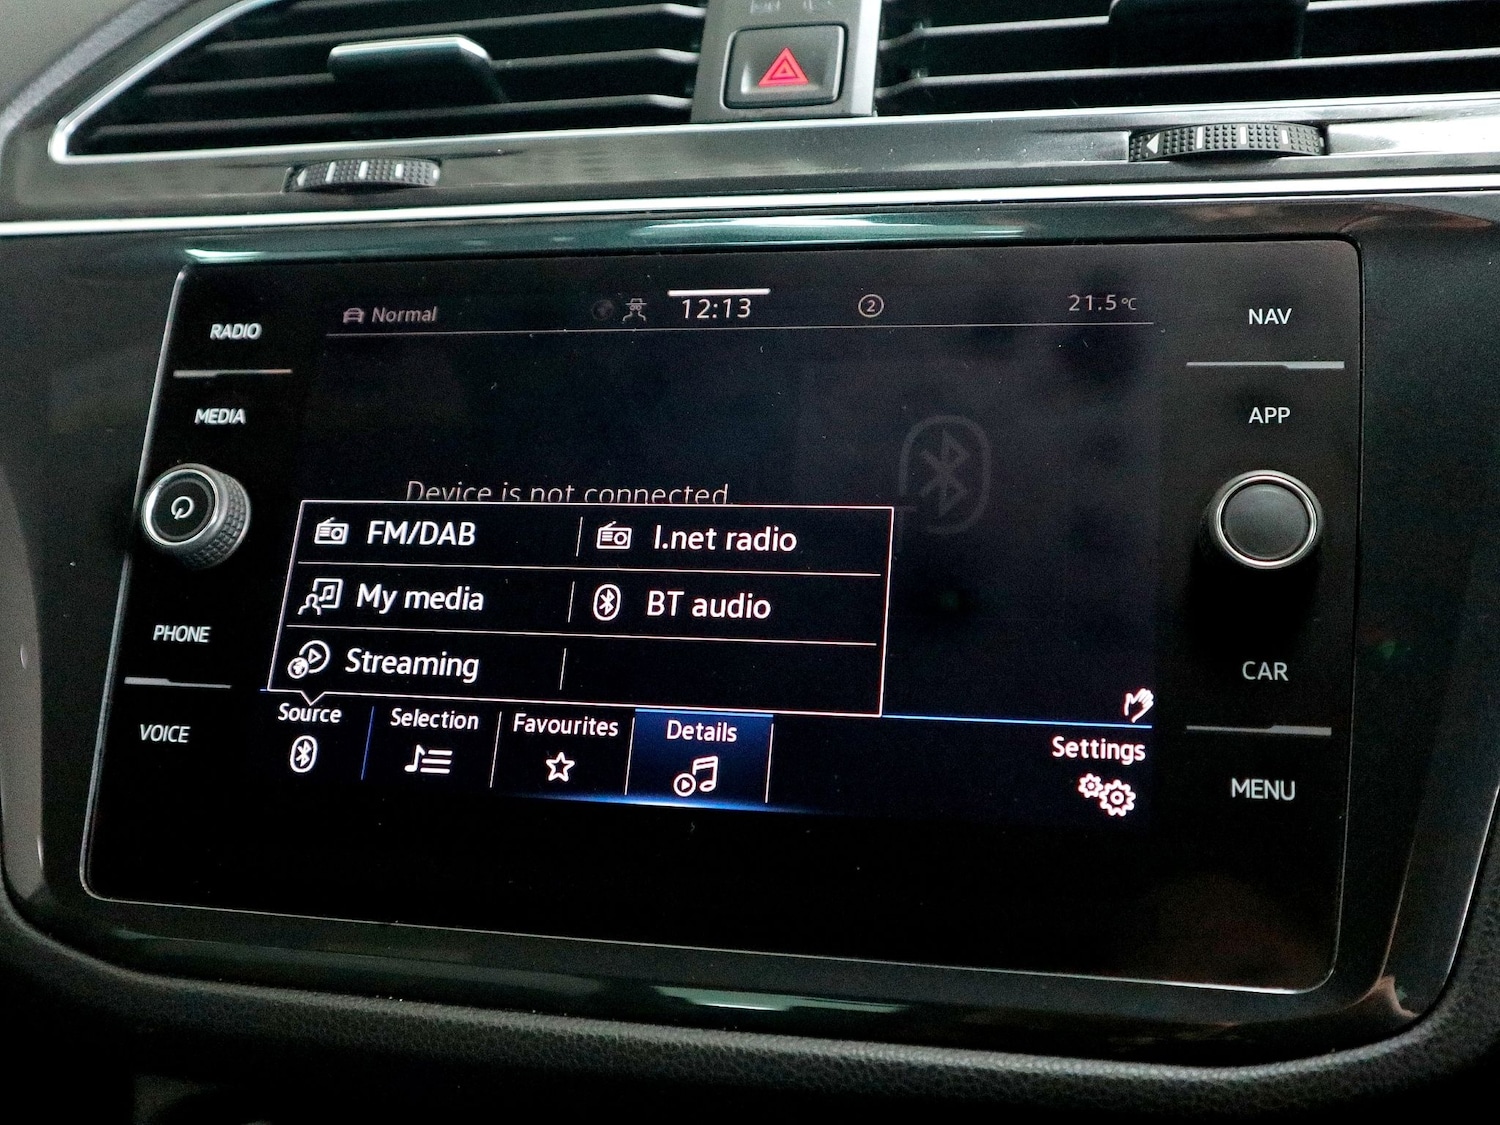 RADIO
MEDIA
PHONE
VOICE
Normal
12:13
2
21.5°C
Device is not connected.
FM/DAB
I.net radio
My media
BT audio
Streaming
Source
Selection
Favourites
Details
Settings
NAV
APP
CAR
MENU